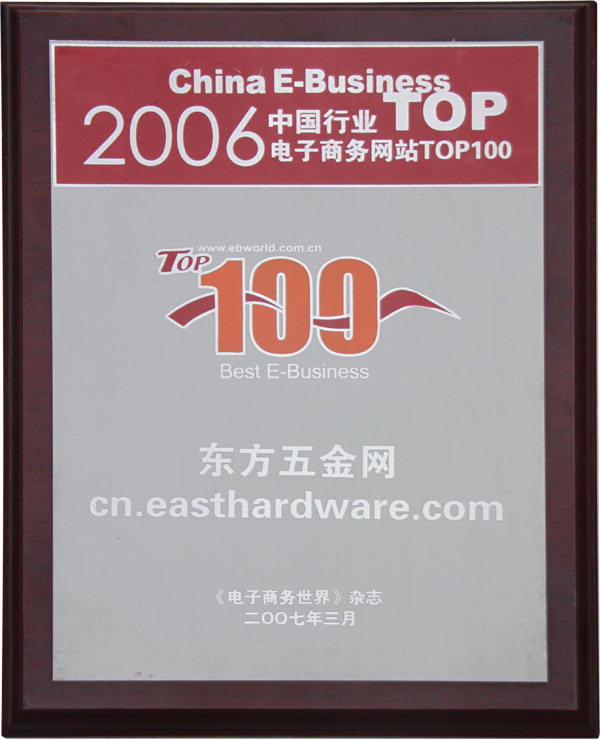 China E-Business
TOP
2006
中国行业
电子商务网站TOP100
www.ebworld.com.cn
TOP
100
Best E-Business
东方五金网
cn.easthardware.com
《电子商务世界》杂志
二〇〇七年三月